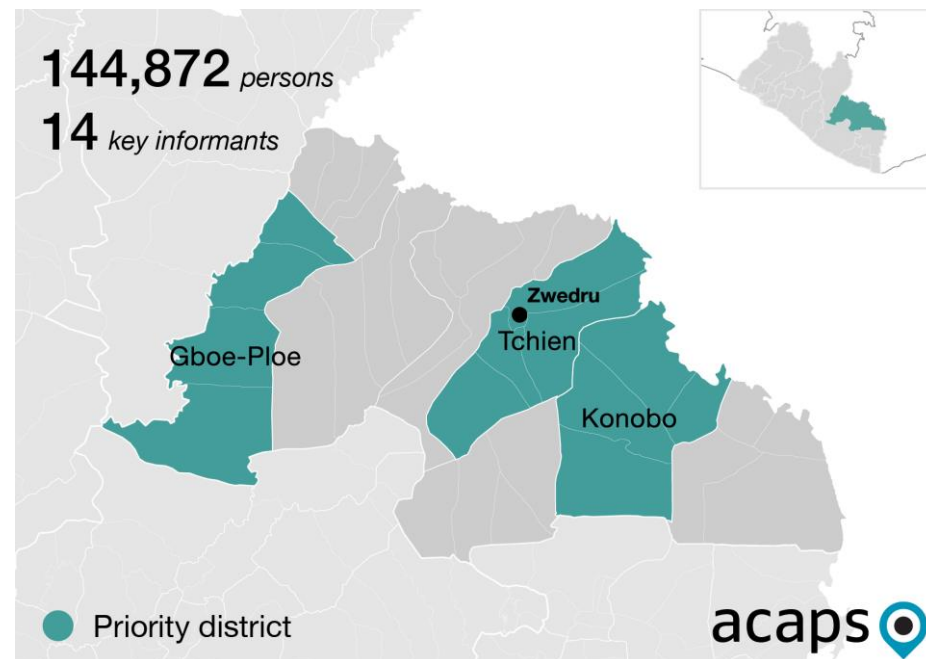 144,872 persons
14 key informants
Zwedru
Tchien
Gboe-Ploe
Konobo
Priority district
acaps